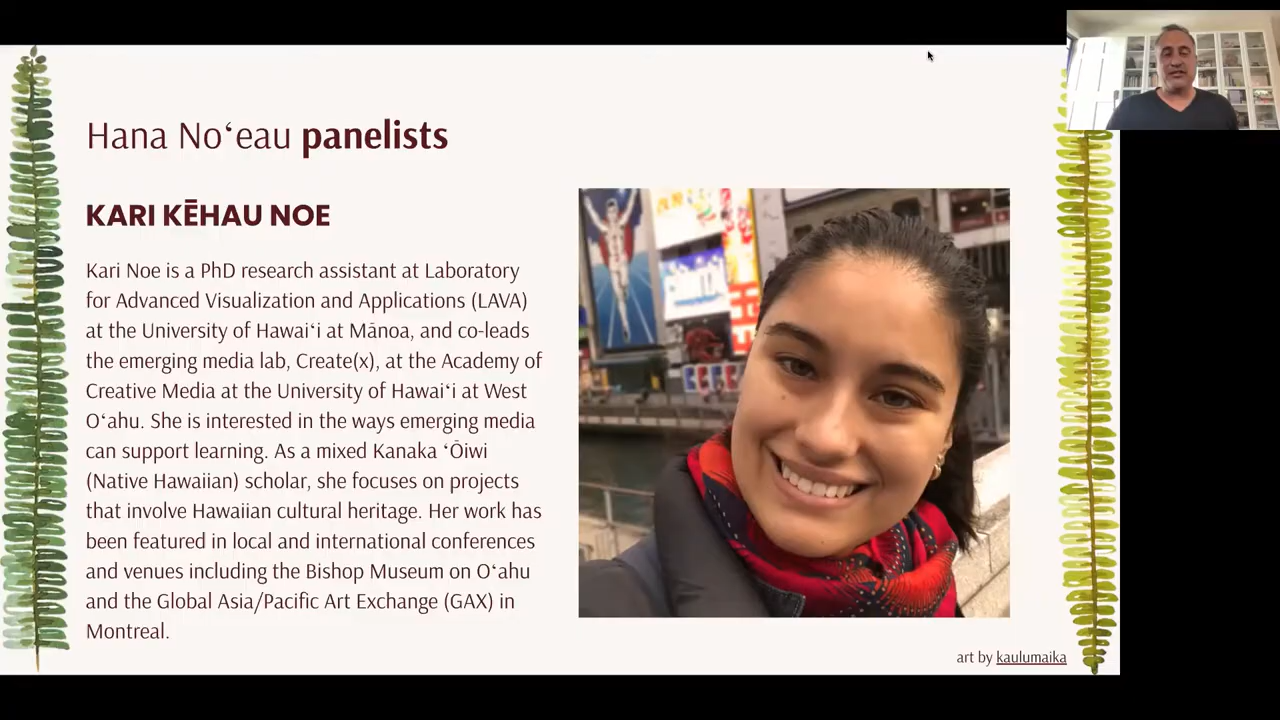 Hana Noʻeau panelists
KARI KĒHAU NOE
Kari Noe is a PhD research assistant at Laboratory
for Advanced Visualization and Applications (LAVA)
at the University of Hawaiʻi at Mānoa, and co-leads
the emerging media lab, Create(x), at the Academy of
Creative Media at the University of Hawaiʻi at West
Oʻahu. She is interested in the ways emerging media
can support learning. As a mixed Kanaka ʻŌiwi
(Native Hawaiian) scholar, she focuses on projects
that involve Hawaiian cultural heritage. Her work has
been featured in local and international conferences
and venues including the Bishop Museum on Oʻahu
and the Global Asia/Pacific Art Exchange (GAX) in
Montreal.
art by kaulumaika